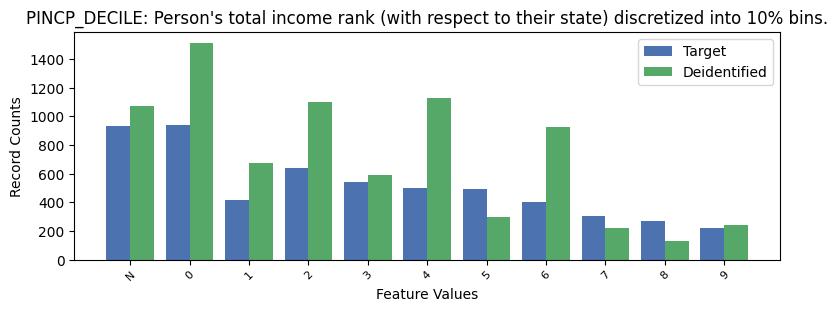 PINCP_DECILE: Person's total income rank (with respect to their state) discretized into 10% bins.
Target
Deidentified
Record Counts
1400
1200
1000
800
600
400
200
0
N 0 1 2 3 4 5 6 7 8 9
Feature Values